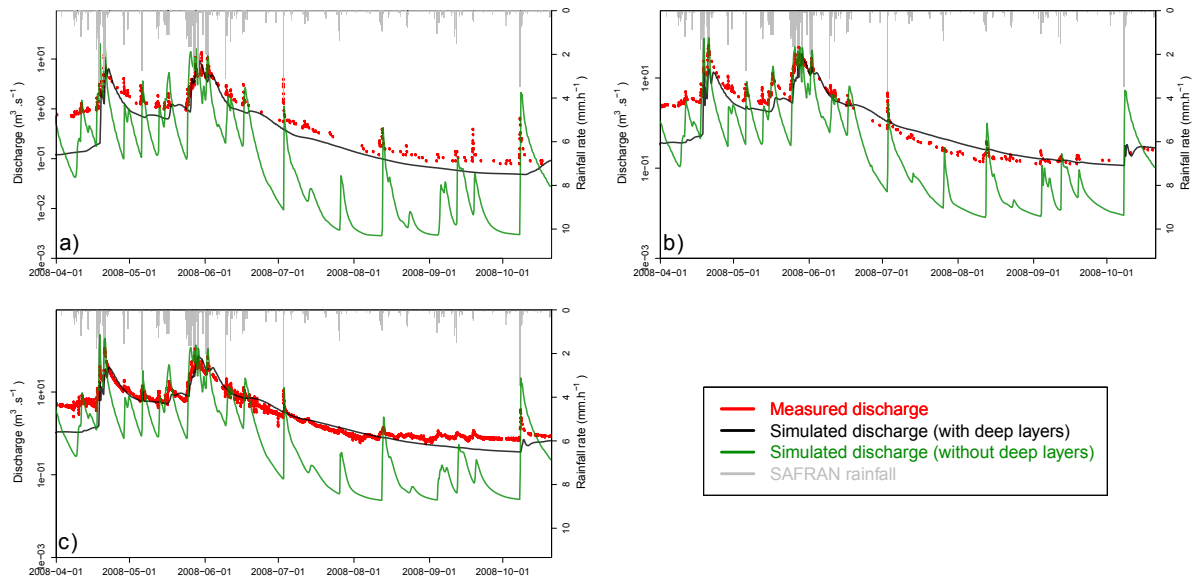 Discharge (m³ .s⁻¹)
1e+01
1e+00
1e−01
1e−02
1e−03
a)
0
2
4
6
8
10
Rainfall rate (mm.h⁻¹)
2008−04−01 2008−05−01 2008−06−01 2008−07−01 2008−08−01 2008−09−01 2008−10−01
Discharge (m³ .s⁻¹)
1e+01
1e−01
1e−03
b)
0
2
4
6
8
10
Rainfall rate (mm.h⁻¹)
2008−04−01 2008−05−01 2008−06−01 2008−07−01 2008−08−01 2008−09−01 2008−10−01
Discharge (m³ .s⁻¹)
1e+01
1e−01
1e−03
c)
0
2
4
6
8
10
Rainfall rate (mm.h⁻¹)
2008−04−01 2008−05−01 2008−06−01 2008−07−01 2008−08−01 2008−09−01 2008−10−01
Measured discharge
Simulated discharge (with deep layers)
Simulated discharge (without deep layers)
SAFRAN rainfall